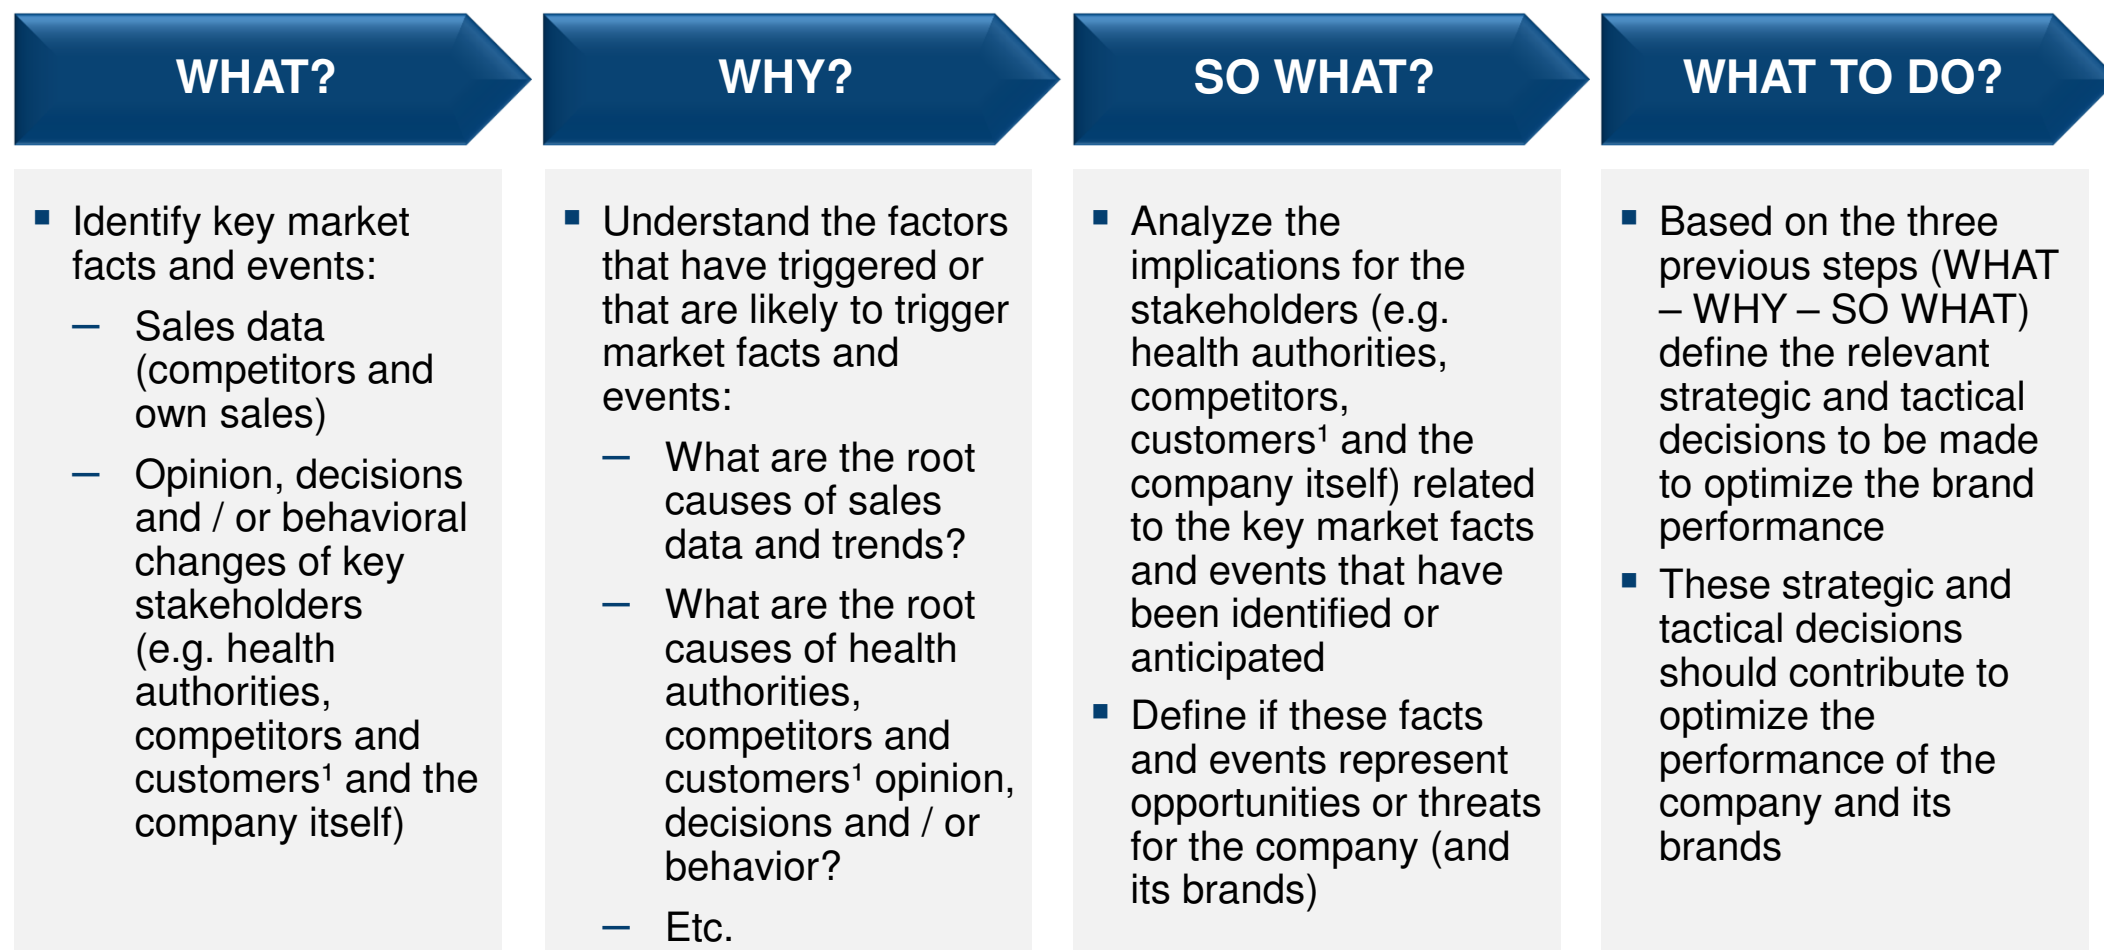 WHAT?
WHY?
SO WHAT?
WHAT TO DO?
▪ Identify key market
facts and events:
– Sales data
(competitors and
own sales)
– Opinion, decisions
and / or behavioral
changes of key
stakeholders
(e.g. health
authorities,
competitors and
customers¹ and the
company itself)
▪ Understand the factors
that have triggered or
that are likely to trigger
market facts and
events:
– What are the root
causes of sales
data and trends?
– What are the root
causes of health
authorities,
competitors and
customers¹ opinion,
decisions and / or
behavior?
– Etc.
▪ Analyze the
implications for the
stakeholders (e.g.
health authorities,
competitors,
customers¹ and the
company itself) related
to the key market facts
and events that have
been identified or
anticipated
▪ Define if these facts
and events represent
opportunities or threats
for the company (and
its brands)
▪ Based on the three
previous steps (WHAT
– WHY – SO WHAT)
define the relevant
strategic and tactical
decisions to be made
to optimize the brand
performance
▪ These strategic and
tactical decisions
should contribute to
optimize the
performance of the
company and its
brands